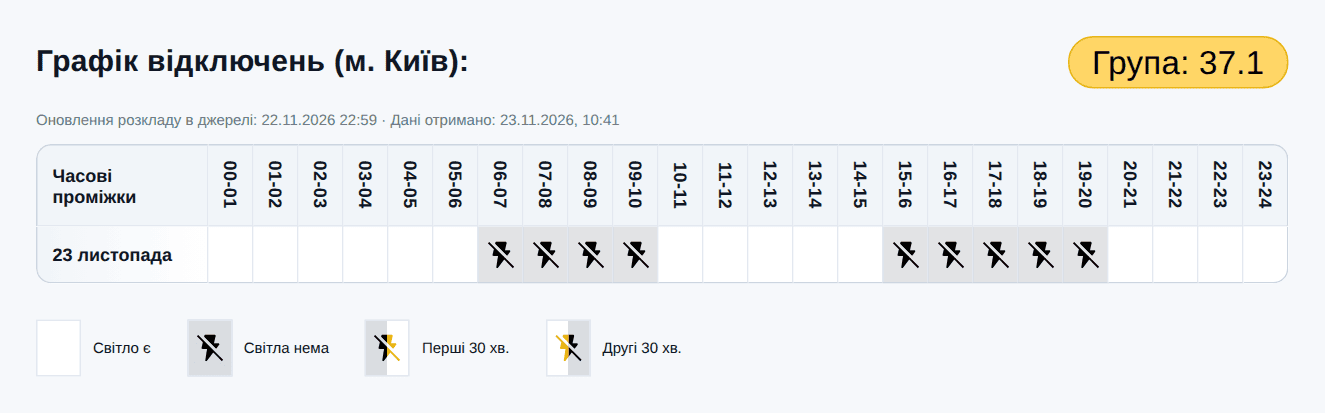 Графік відключень (м. Київ):
Група: 37.1
Оновлення розкладу в джерелі: 22.11.2026 22:59 · Дані отримано: 23.11.2026, 10:41
Часові
проміжки
00-01
01-02
02-03
03-04
04-05
05-06
06-07
07-08
08-09
09-10
10-11
11-12
12-13
13-14
14-15
15-16
16-17
17-18
18-19
19-20
20-21
21-22
22-23
23-24
23 листопада
Світло є
Світла нема
Перші 30 хв.
Другі 30 хв.